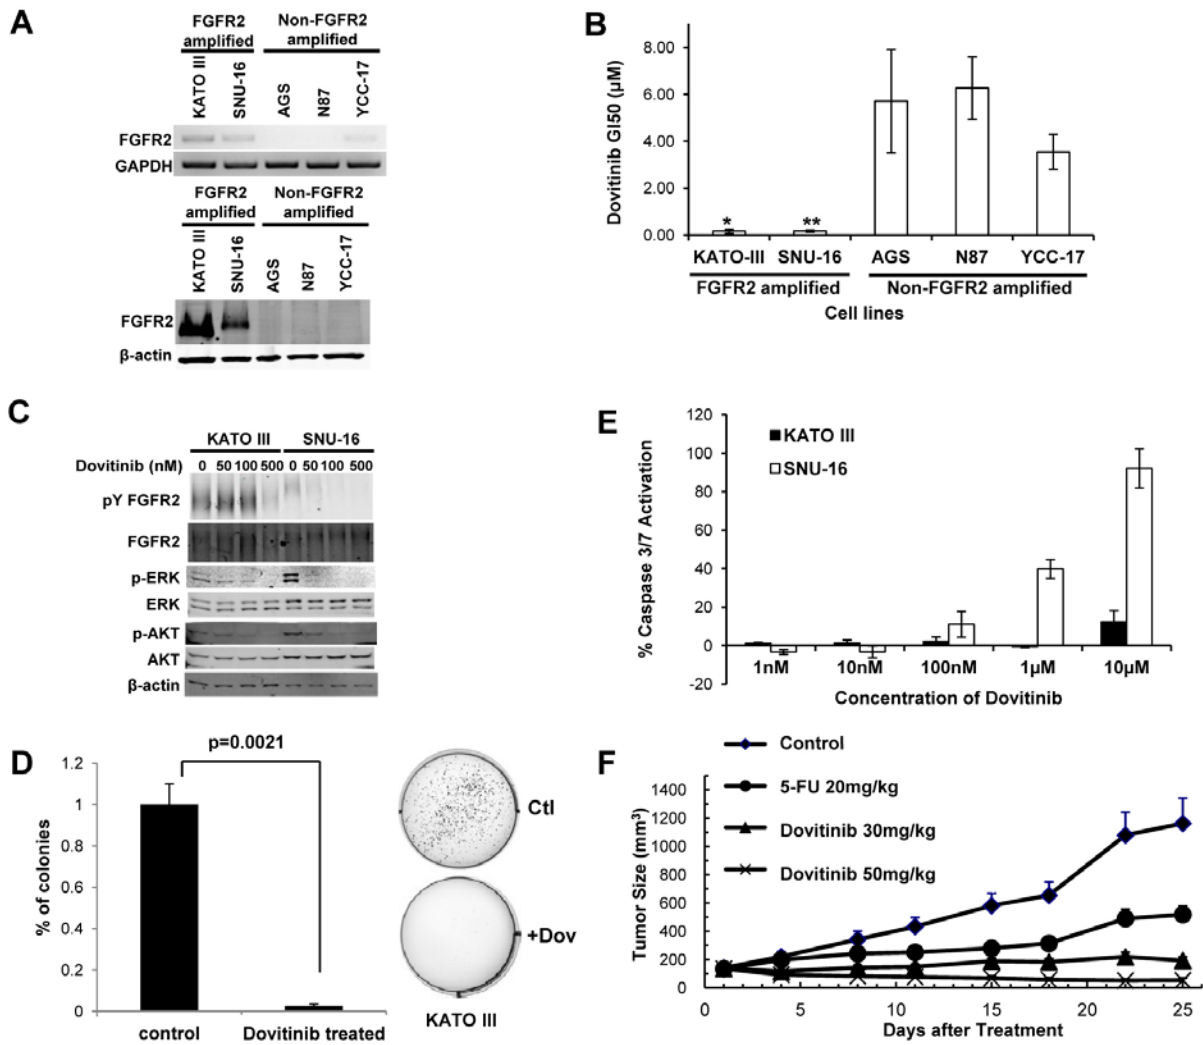 A
FGFR2 amplified
Non-FGFR2 amplified
KATO III
SNU-16
AGS
N87
YCC-17
FGFR2
GAPDH
FGFR2 amplified
Non-FGFR2 amplified
KATO III
SNU-16
AGS
N87
YCC-17
FGFR2
β-actin
B
Dovitinib GI50 (µM)
8.00
6.00
4.00
2.00
0.00
* **
KATO-III SNU-16 AGS N87 YCC-17
FGFR2 amplified Non-FGFR2 amplified
Cell lines
C
KATO III SNU-16
Dovitinib (nM) 0 50 100 500 0 50 100 500
pY FGFR2
FGFR2
p-ERK
ERK
p-AKT
AKT
β-actin
E
% Caspase 3/7 Activation
120
100
80
60
40
20
0
-20
KATO III
SNU-16
1nM 10nM 100nM 1µM 10µM
Concentration of Dovitinib
D
p=0.0021
% of colonies
1.2
1
0.8
0.6
0.4
0.2
0
control Dovitinib treated
Ctl
+Dov
KATO III
F
Control
5-FU 20mg/kg
Dovitinib 30mg/kg
Dovitinib 50mg/kg
Tumor Size (mm³)
1400
1200
1000
800
600
400
200
0
0 5 10 15 20 25
Days after Treatment